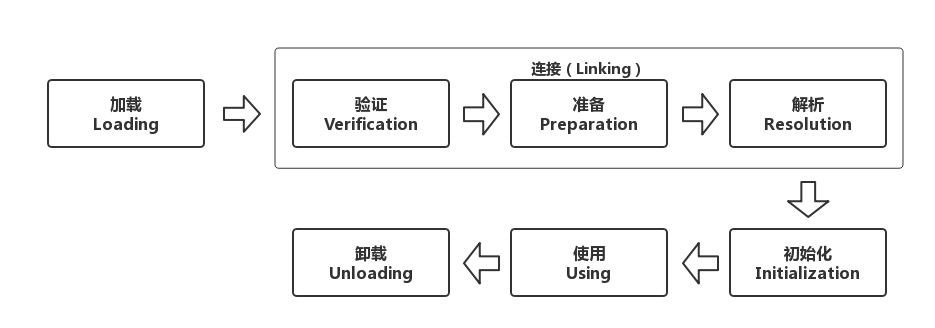 连接（Linking）
加载
Loading
验证
Verification
准备
Preparation
解析
Resolution
初始化
Initialization
使用
Using
卸载
Unloading